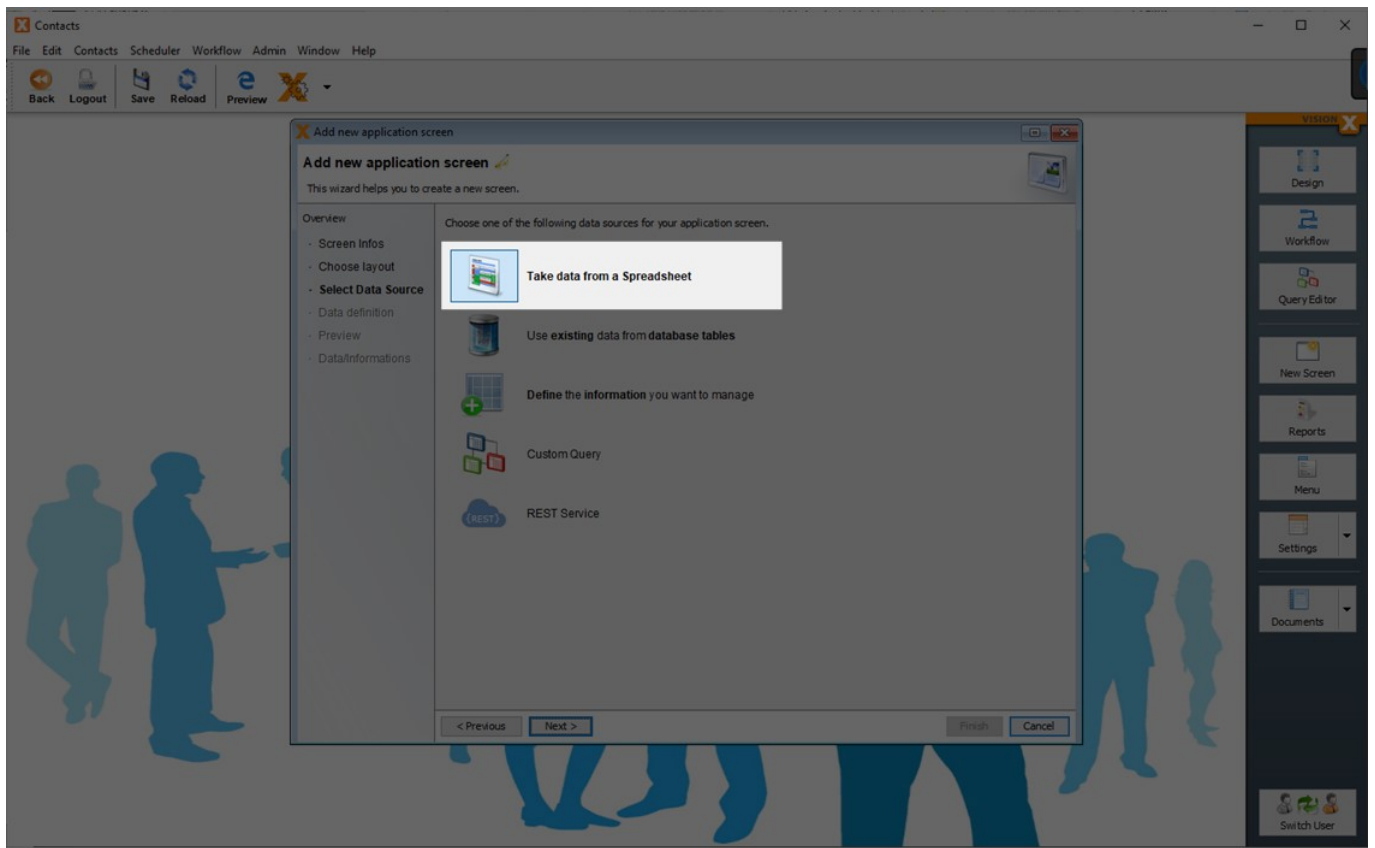 Contacts
File Edit Contacts Scheduler Workflow Admin Window Help
Back Logout Save Reload Preview
VISION X
Add new application screen
Add new application screen
This wizard helps you to create a new screen.
Overview
· Screen Infos
· Choose layout
· Select Data Source
· Data definition
· Preview
· Data/Informations
Choose one of the following data sources for your application screen.
Take data from a Spreadsheet
Use existing data from database tables
Define the information you want to manage
Custom Query
{REST} REST Service
< Previous Next > Finish Cancel
Design
Workflow
Query Editor
New Screen
Reports
Menu
Settings
Documents
Switch User